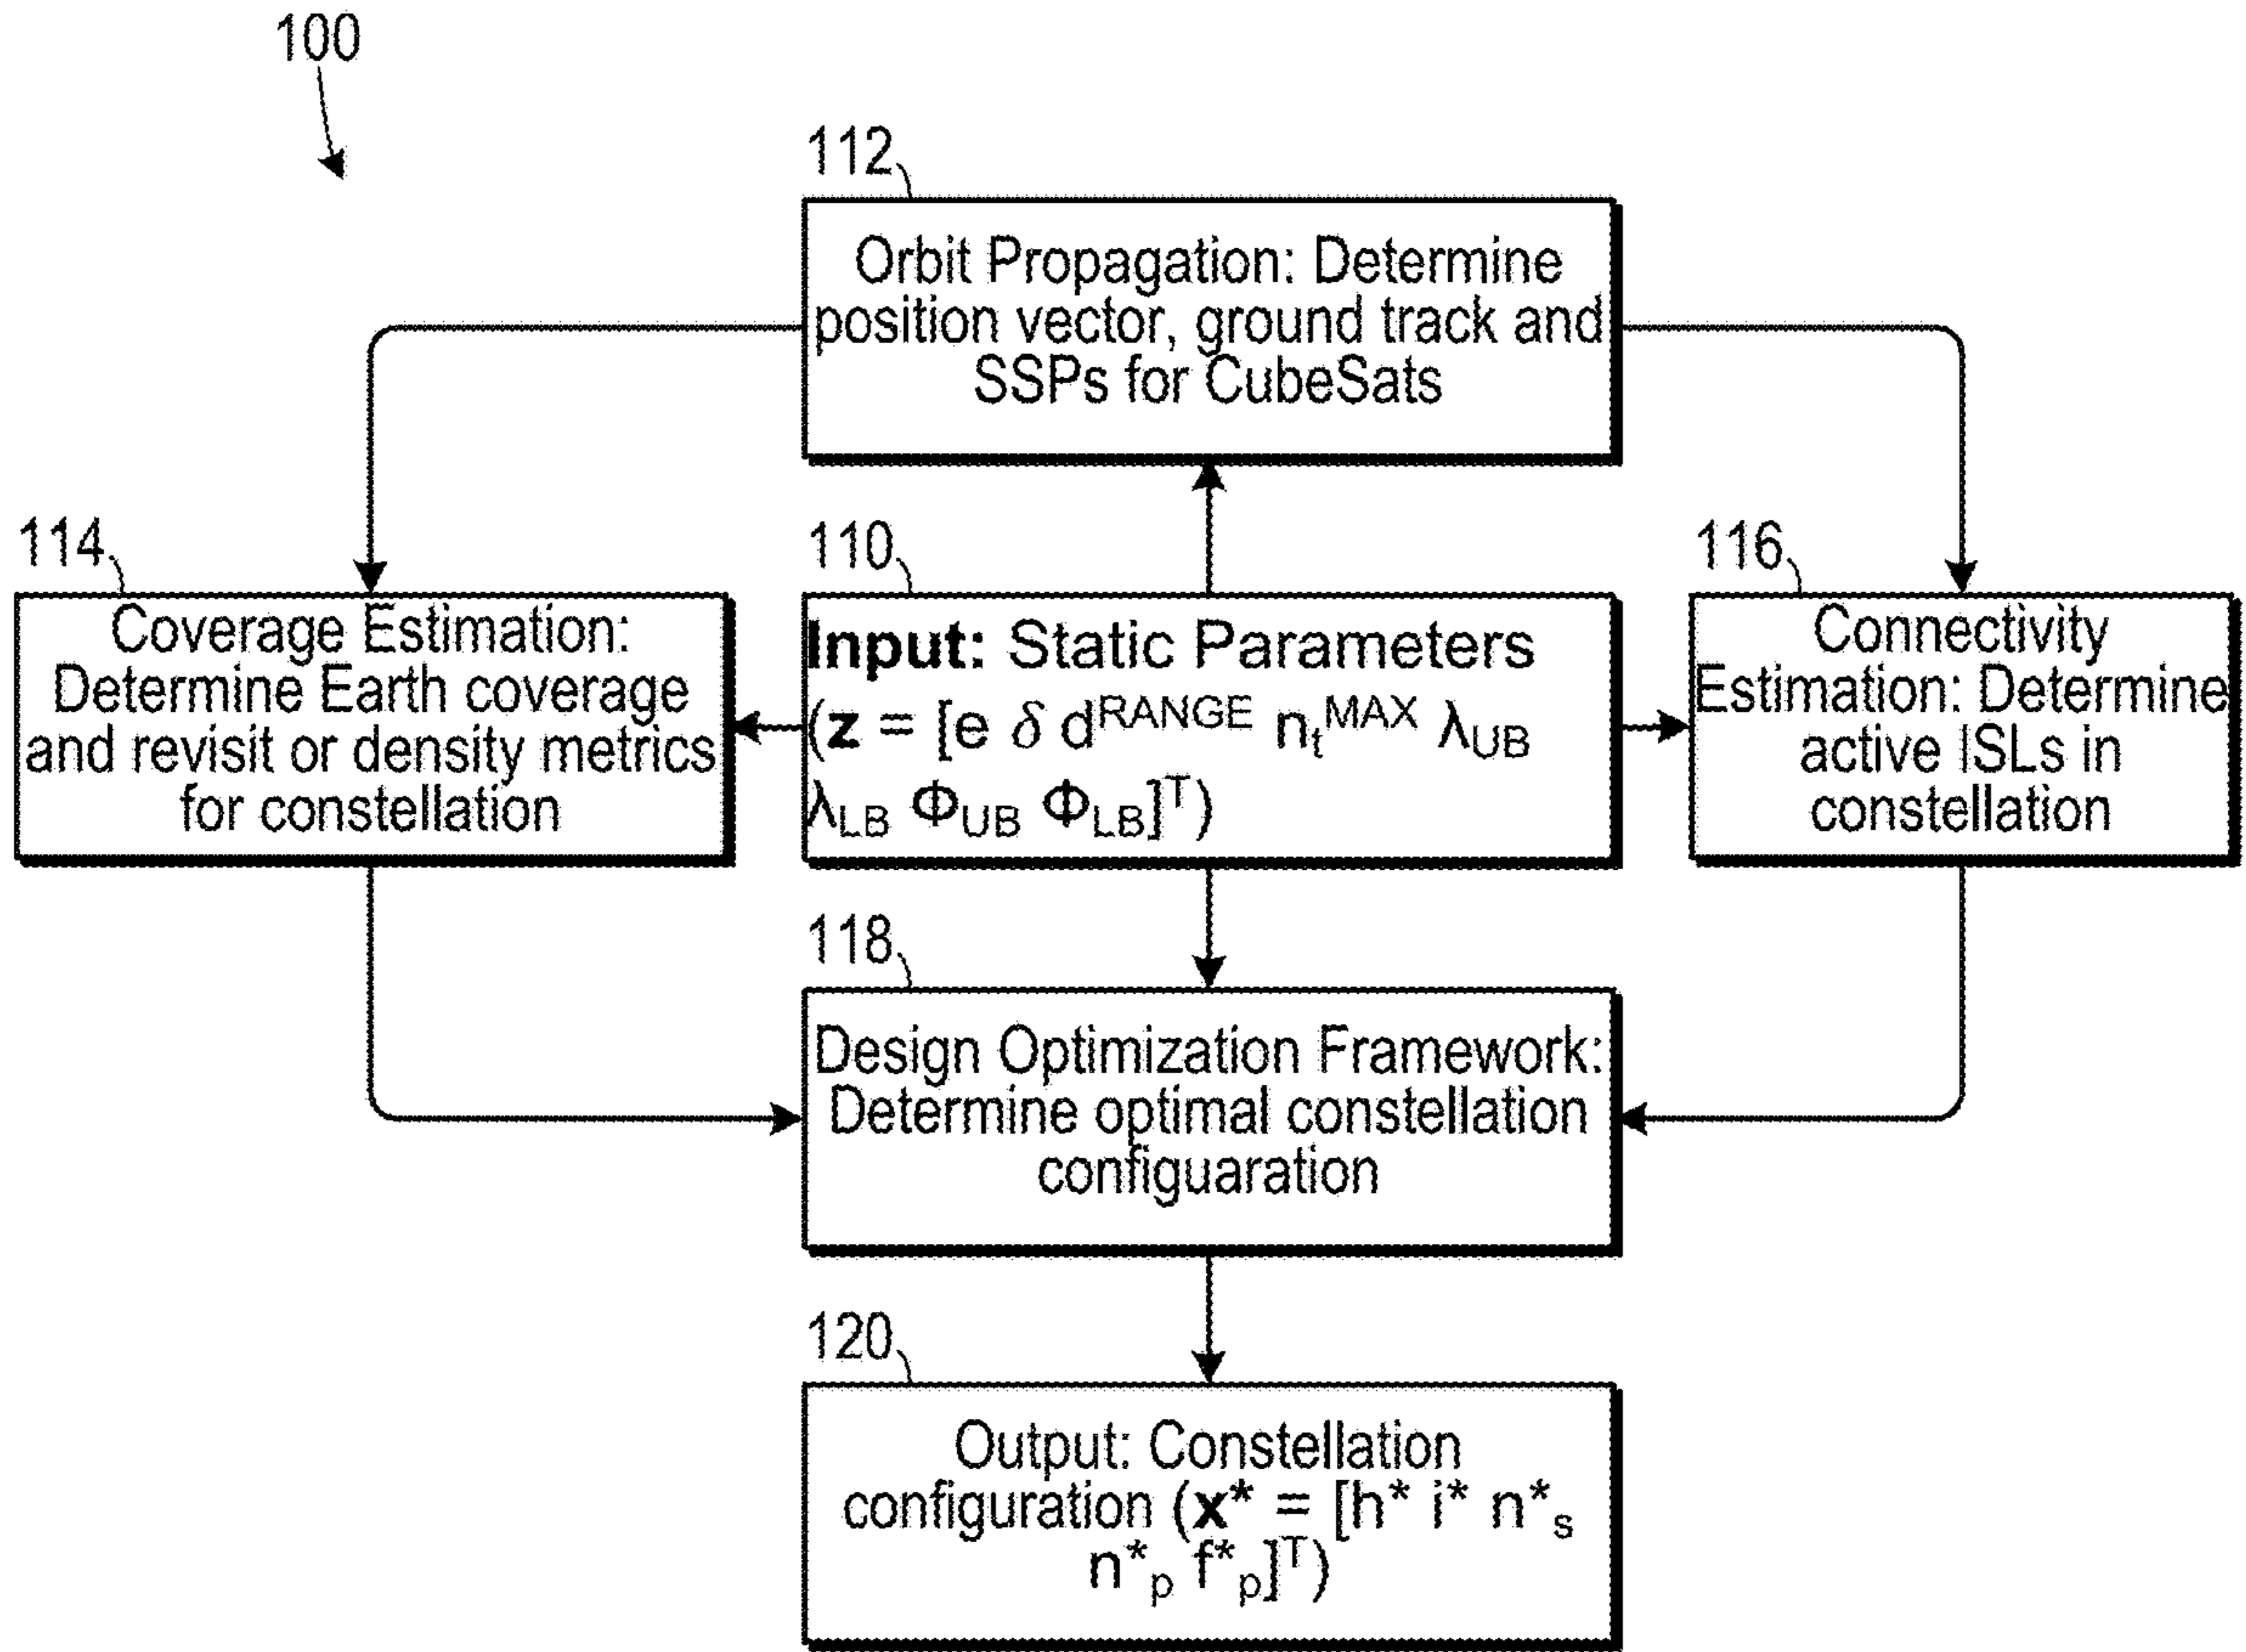 100
112
Orbit Propagation: Determine
position vector, ground track and
SSPs for CubeSats
114
Coverage Estimation:
Determine Earth coverage
and revisit or density metrics
for constellation
110
Input: Static Parameters
(z = [e δ d^RANGE n_t^MAX λ_UB
λ_LB Φ_UB Φ_LB]^T)
116
Connectivity
Estimation: Determine
active ISLs in
constellation
118
Design Optimization Framework:
Determine optimal constellation
configuaration
120
Output: Constellation
configuration (x* = [h* i* n*_s
n*_p f*_p]^T)